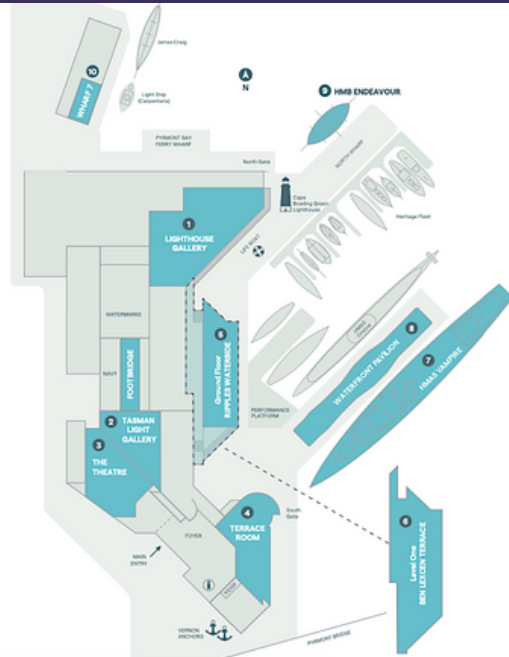 James Craig
10
WHARF 7
Light Ship
(Carpentaria)
N
9 HMB ENDEAVOUR
PYRMONT BAY
FERRY WHARF
North Gate
NORTH WHARF
Cape
Bowling Green
Lighthouse
Heritage Fleet
1
LIGHTHOUSE
GALLERY
LIFE BOAT
WATERMARKS
HMAS
5
Ground Floor
RIPPLES WATERSIDE
8
WATERFRONT PAVILION
7
HMAS VAMPIRE
NAVY
FOOTBRIDGE
PERFORMANCE
PLATFORM
2
TASMAN
LIGHT
GALLERY
3
THE
THEATRE
4
TERRACE
ROOM
South
Gate
6
Level One
BEN LEXCEN TERRACE
FOYER
MAIN
ENTRY
i
VERNON
ANCHORS
PYRMONT BRIDGE